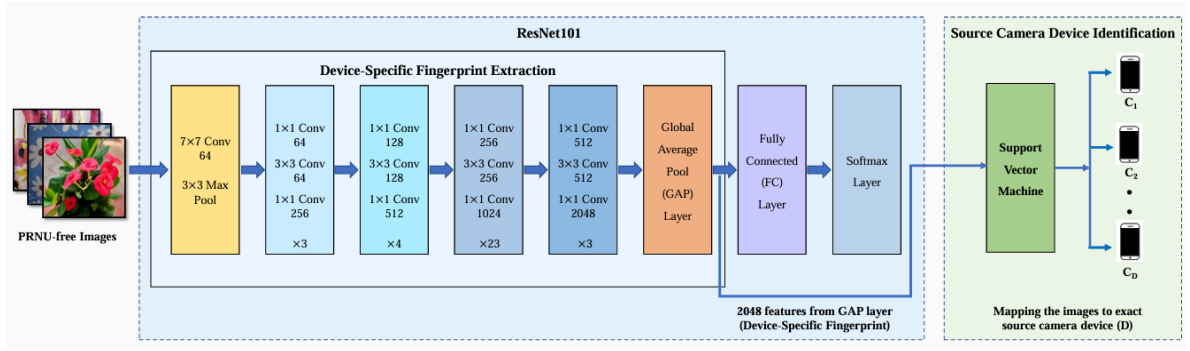 ResNet101
Device-Specific Fingerprint Extraction
PRNU-free Images
7×7 Conv
64
3×3 Max
Pool
1×1 Conv
64
3×3 Conv
64
1×1 Conv
256
×3
1×1 Conv
128
3×3 Conv
128
1×1 Conv
512
×4
1×1 Conv
256
3×3 Conv
256
1×1 Conv
1024
×23
1×1 Conv
512
3×3 Conv
512
1×1 Conv
2048
×3
Global
Average
Pool
(GAP)
Layer
Fully
Connected
(FC)
Layer
Softmax
Layer
2048 features from GAP layer
(Device-Specific Fingerprint)
Source Camera Device Identification
Support
Vector
Machine
C1
C2
CD
Mapping the images to exact
source camera device (D)